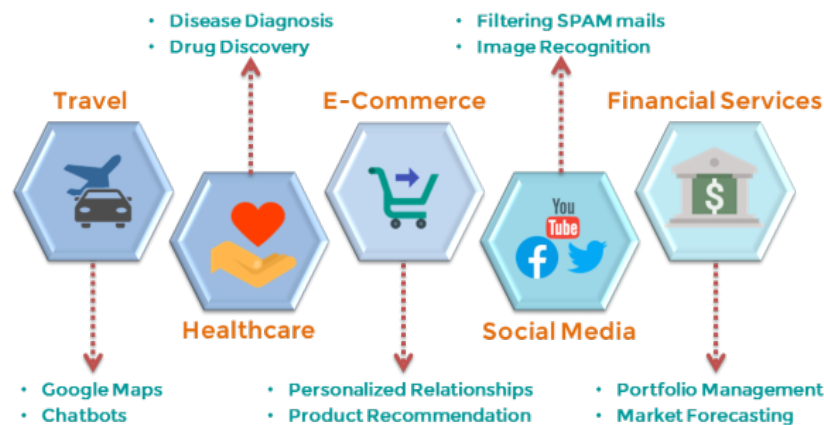 • Disease Diagnosis
• Drug Discovery
• Filtering SPAM mails
• Image Recognition
Travel
E-Commerce
Financial Services
$
You
Tube
f
Healthcare
Social Media
• Google Maps
• Chatbots
• Personalized Relationships
• Product Recommendation
• Portfolio Management
• Market Forecasting